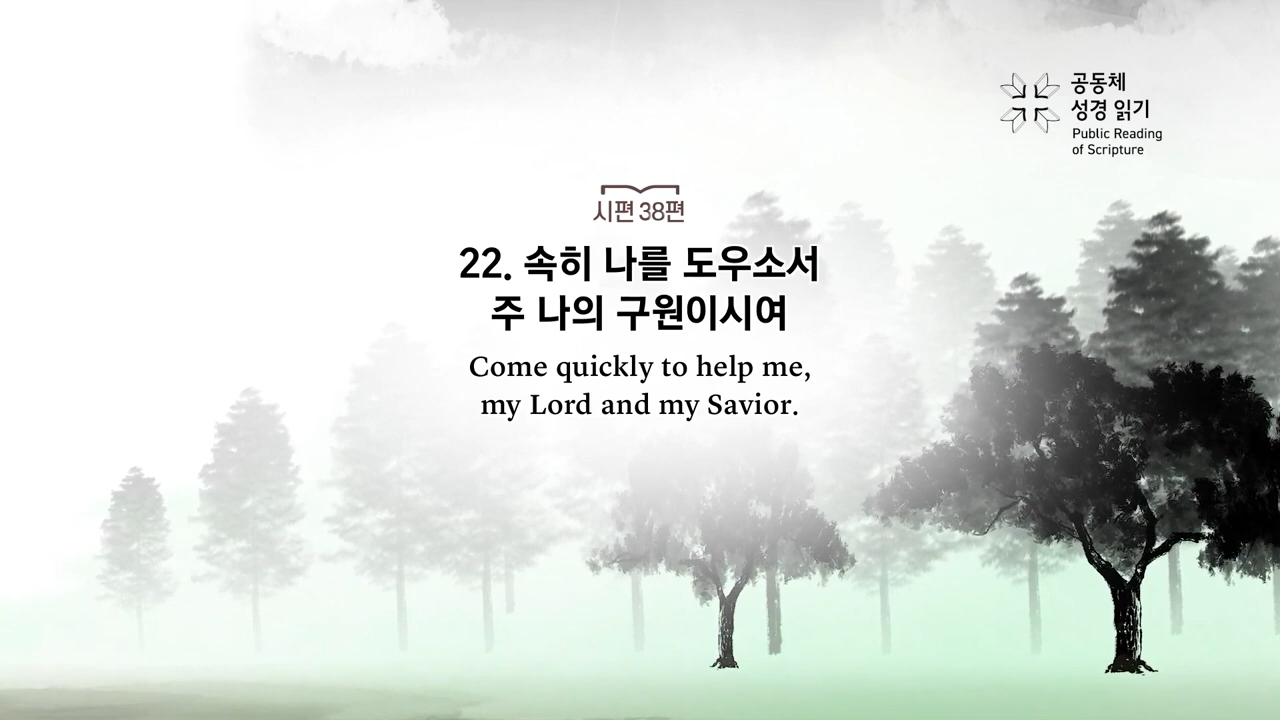 공동체
성경 읽기
Public Reading
of Scripture
시편 38편
22. 속히 나를 도우소서
주 나의 구원이시여
Come quickly to help me,
my Lord and my Savior.